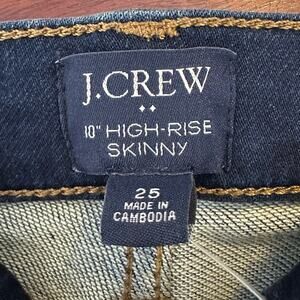 J.CREW
10" HIGH-RISE
SKINNY
25
MADE IN
CAMBODIA